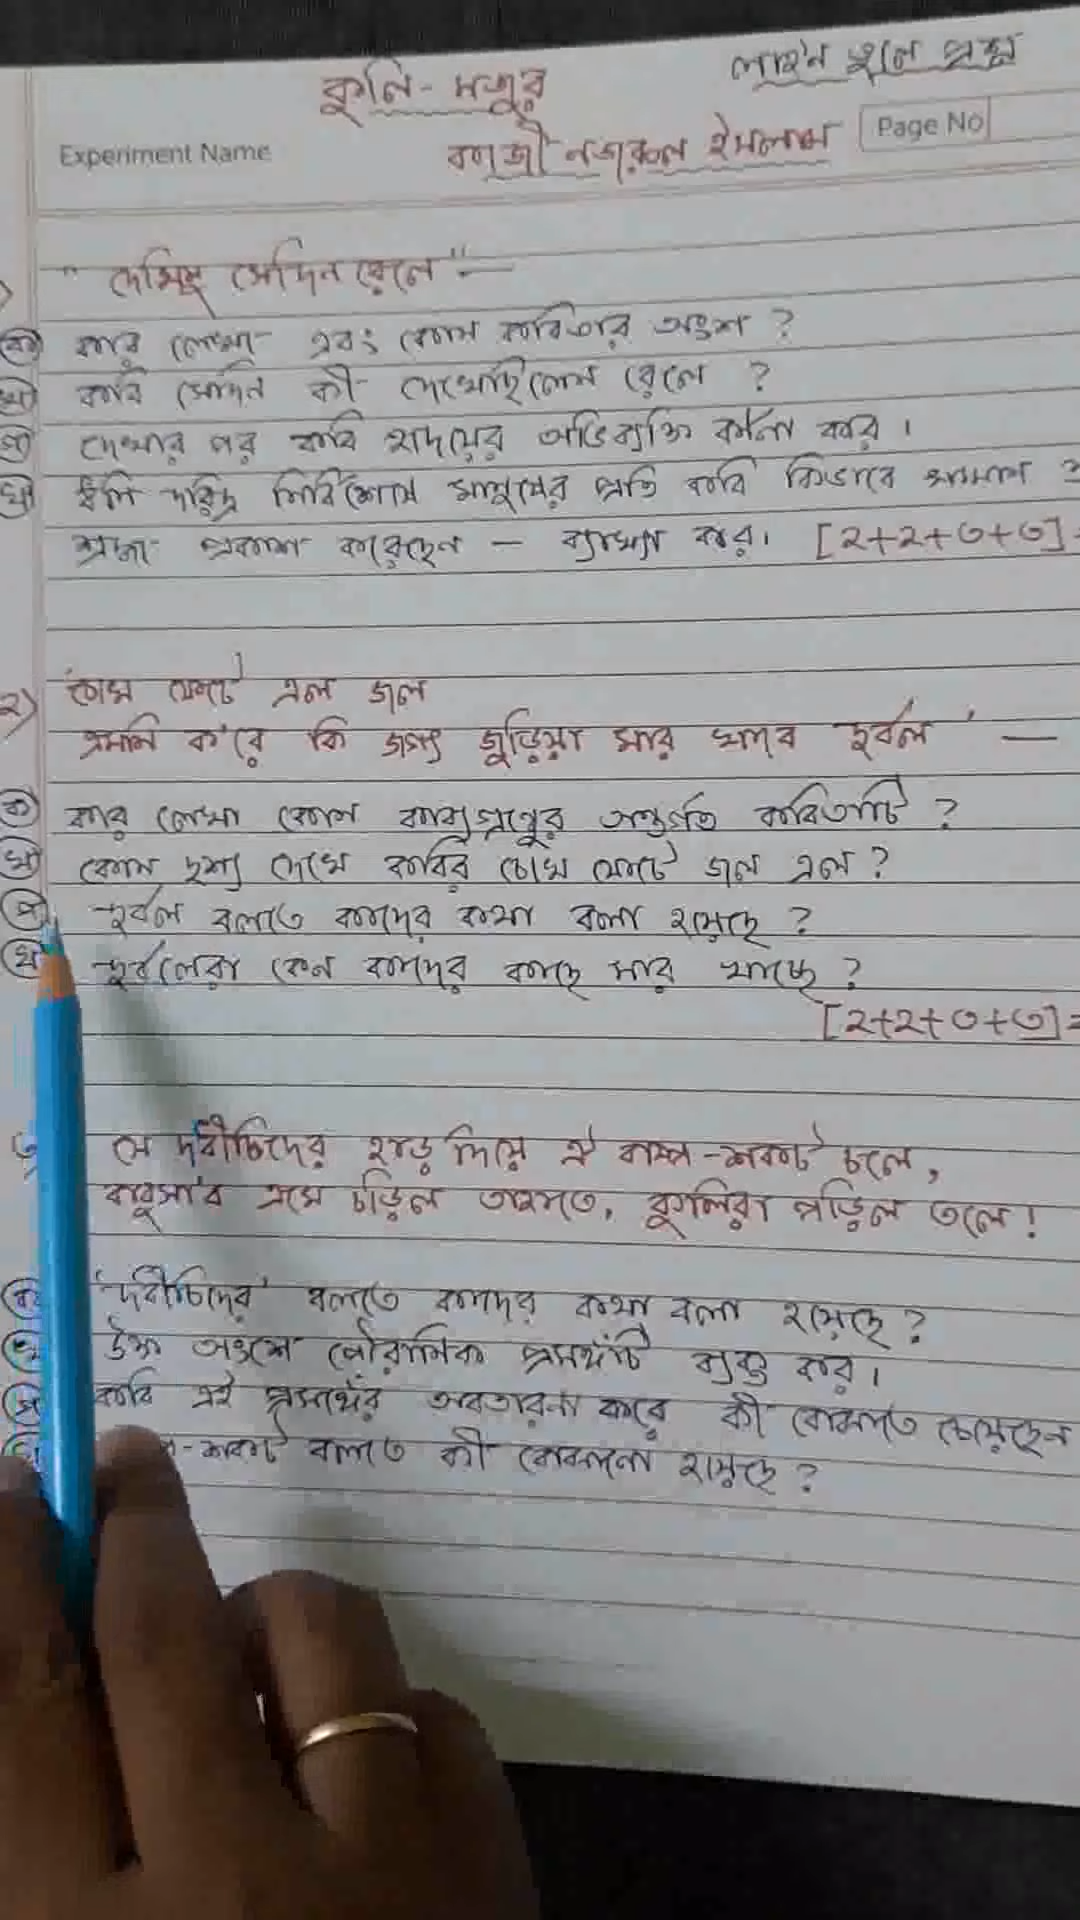 লাইন তুলে প্রশ্ন
কুলি-মজুর
Experiment Name
কাজী নজরুল ইসলাম
Page No
"দেখিনু সেদিন রেলে"—
ক কার লেখা এবং কোন কবিতার অংশ?
খ কবি সেদিন কী দেখেছিলেন রেলে?
গ দেখার পর কবি হৃদয়ের অভিব্যক্তি বর্ণনা কর।
ঘ ধনি দরিদ্র নির্বিশেষে মানুষের প্রতি কবি কিভাবে সমান
শ্রদ্ধা প্রকাশ করেছেন – ব্যাখ্যা কর। [২+২+৩+৩]
২) চোখ ফেটে এল জল
এমনি ক'রে কি জগৎ জুড়িয়া মার খাবে দুর্বল' —
ক কার লেখা কোন কাব্যগ্রন্থের অন্তর্গত কবিতাটি?
খ কোন দৃশ্য দেখে কবির চোখ ফেটে জল এল?
গ দুর্বল বলতে কাদের কথা বলা হয়েছে?
ঘ দুর্বলেরা কেন কাদের কাছে মার খাচ্ছে?
[২+২+৩+৩]=
৩ যে দধীচিদের হাড় দিয়ে ঐ বাষ্প-শকট চলে,
বাবুসা'ব এসে চড়িল তাহাতে, কুলিরা পড়িল তলে!
ক 'দধীচিদের' বলতে কাদের কথা বলা হয়েছে?
খ উক্ত অংশে পৌরাণিক প্রসঙ্গটি ব্যক্ত কর।
গ কবি এই প্রসঙ্গের অবতারনা করে কী বোঝাতে চেয়েছেন
-শকট বলতে কী বোঝানো হয়েছে?